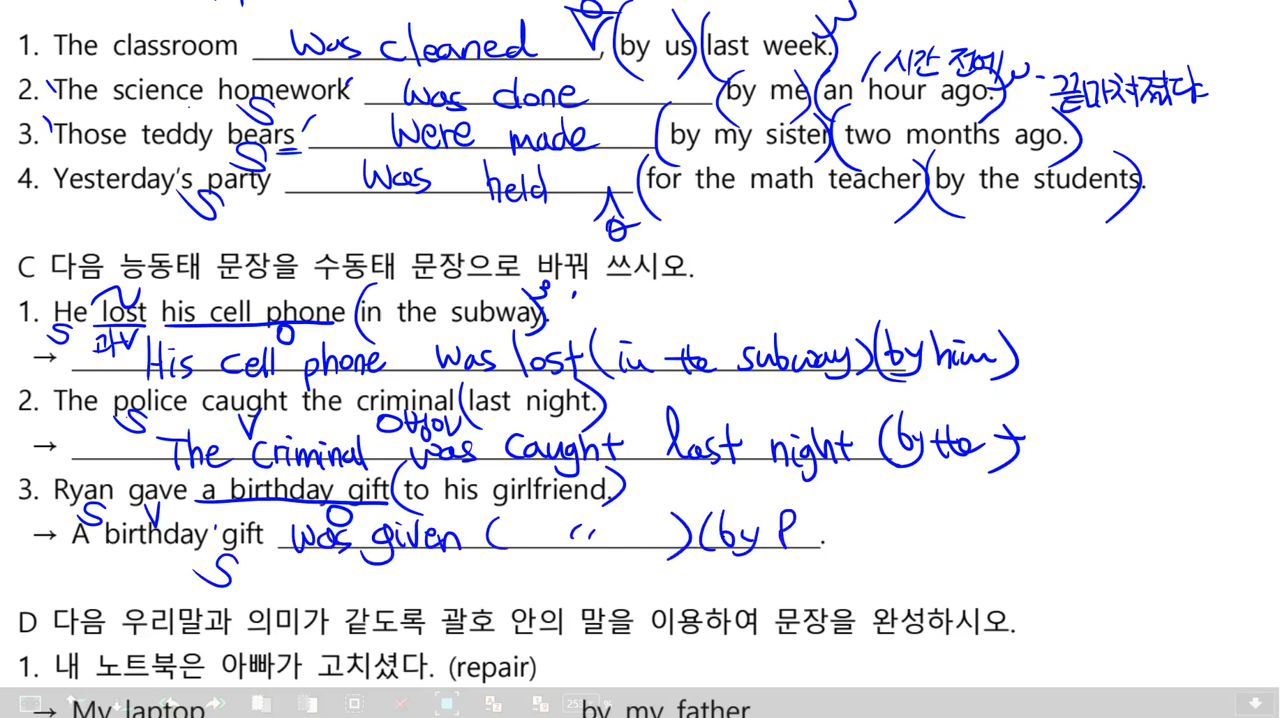 1. The classroom was cleaned (by us)(last week.)
시간 전에
2. The science homework was done (by me)(an hour ago.) 끝마쳐졌다
S
3. Those teddy bears were made (by my sister)(two months ago.)
S
4. Yesterday's party was held (for the math teacher)(by the students).
S
C 다음 능동태 문장을 수동태 문장으로 바꿔 쓰시오.
1. He lost his cell phone (in the subway).
S 과V O
→ His cell phone was lost (in the subway) (by him)
2. The police caught the criminal (last night.)
S V O
→ The criminal was caught last night (by the )
3. Ryan gave a birthday gift (to his girlfriend.)
S V O
→ A birthday gift was given ( " ) (by R .
S
D 다음 우리말과 의미가 같도록 괄호 안의 말을 이용하여 문장을 완성하시오.
1. 내 노트북은 아빠가 고치셨다. (repair)
→ My laptop by my father